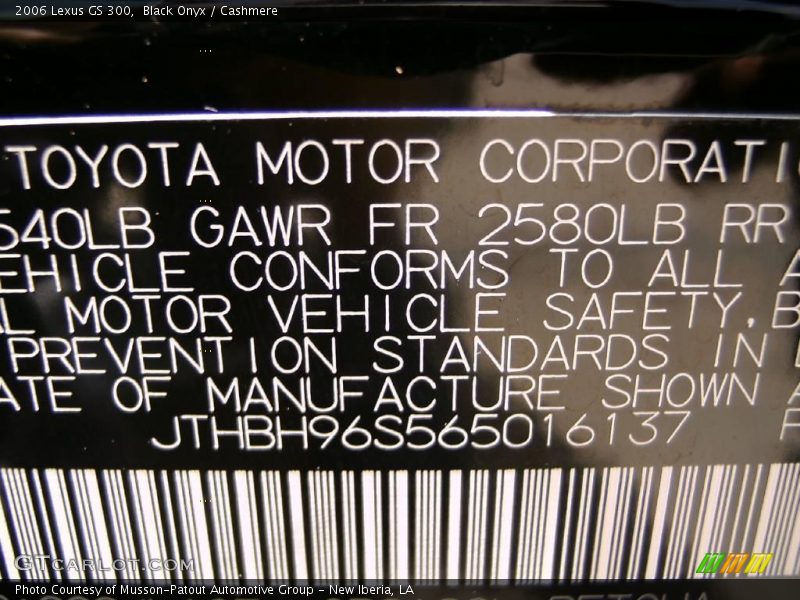 2006 Lexus GS 300, Black Onyx / Cashmere
TOYOTA MOTOR CORPORATI
540LB GAWR FR 2580LB RR
EHICLE CONFORMS TO ALL A
AL MOTOR VEHICLE SAFETY, B
PREVENTION STANDARDS IN
ATE OF MANUFACTURE SHOWN A
JTHBH96S565016137
GTCARLOT.COM
Photo Courtesy of Musson-Patout Automotive Group - New Iberia, LA